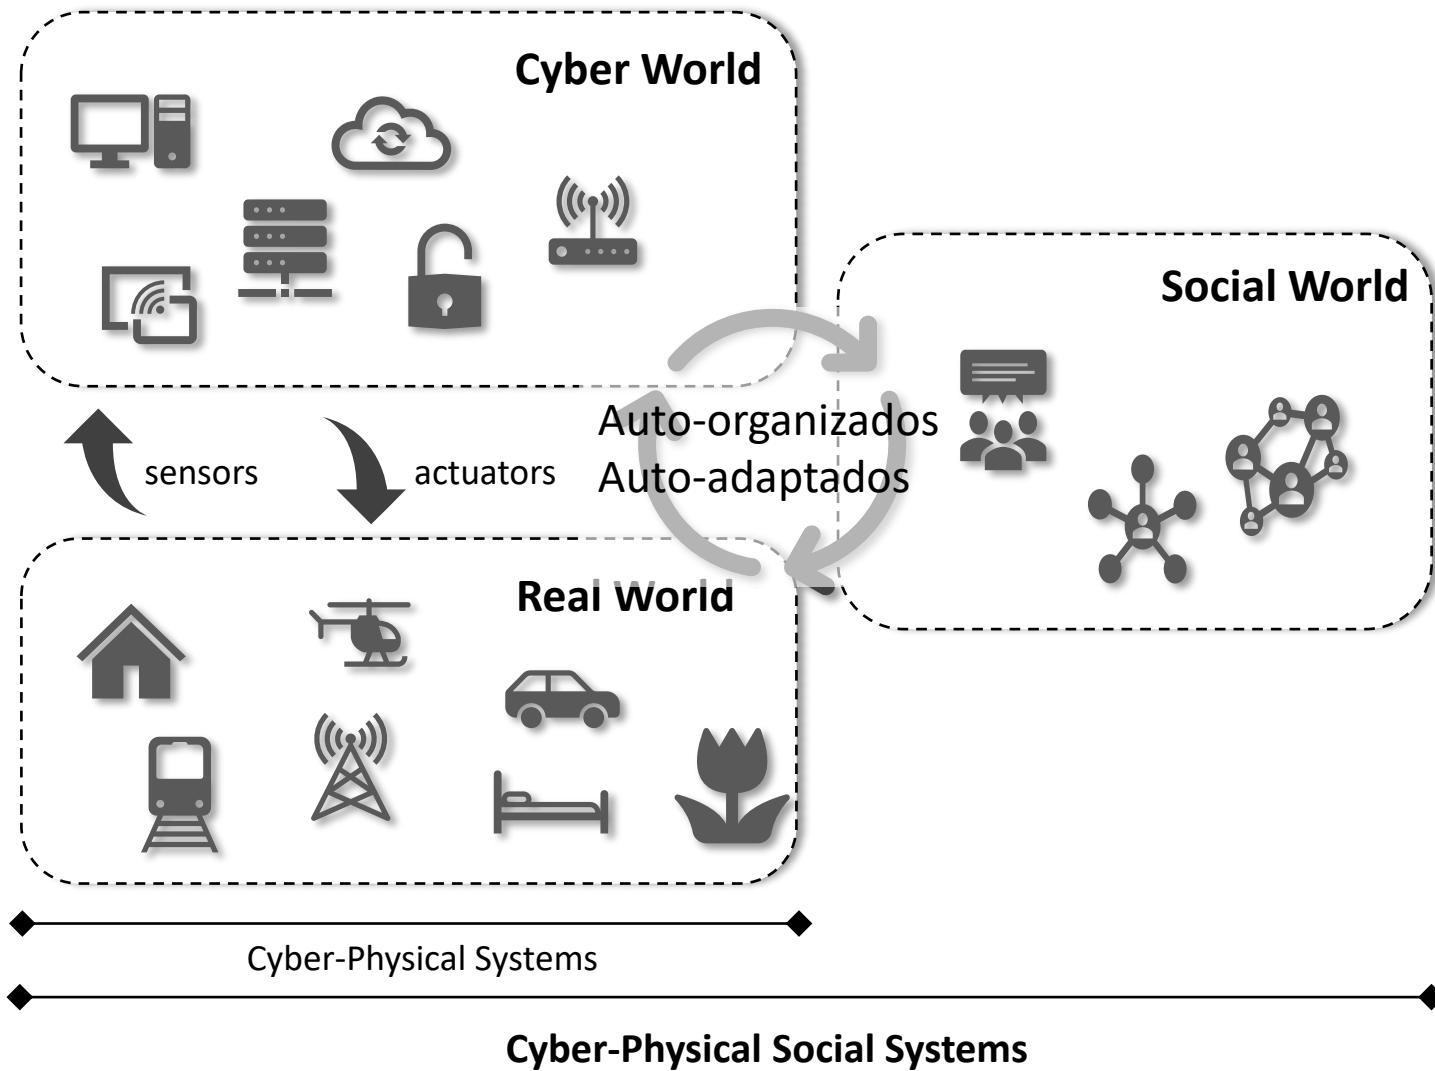 Cyber World
Social World
Auto-organizados
Auto-adaptados
sensors
actuators
Real World
Cyber-Physical Systems
Cyber-Physical Social Systems